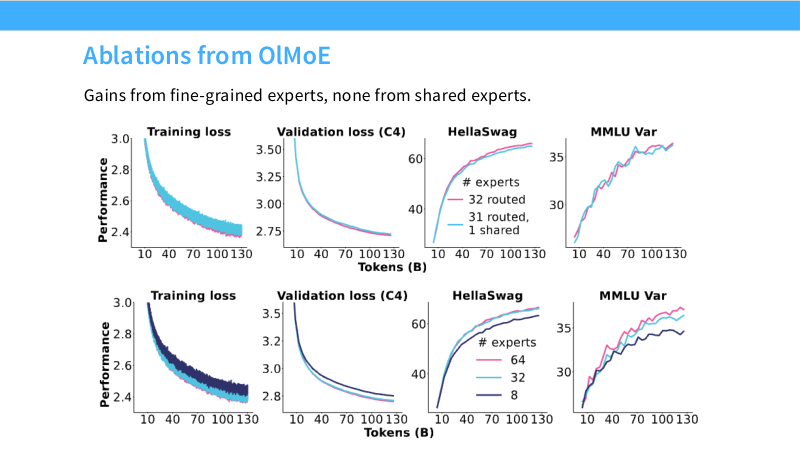 Ablations from OlMoE
Gains from fine-grained experts, none from shared experts.
Training loss
Validation loss (C4)
HellaSwag
MMLU Var
Performance
3.0
2.8
2.6
2.4
3.50
3.25
3.00
2.75
60
40
35
30
# experts
32 routed
31 routed,
1 shared
10 40 70 100 130
10 40 70 100 130
10 40 70 100 130
10 40 70 100 130
Tokens (B)
Training loss
Validation loss (C4)
HellaSwag
MMLU Var
Performance
3.0
2.8
2.6
2.4
3.5
3.2
3.0
2.8
60
40
35
30
# experts
64
32
8
10 40 70 100 130
10 40 70 100 130
10 40 70 100 130
10 40 70 100 130
Tokens (B)